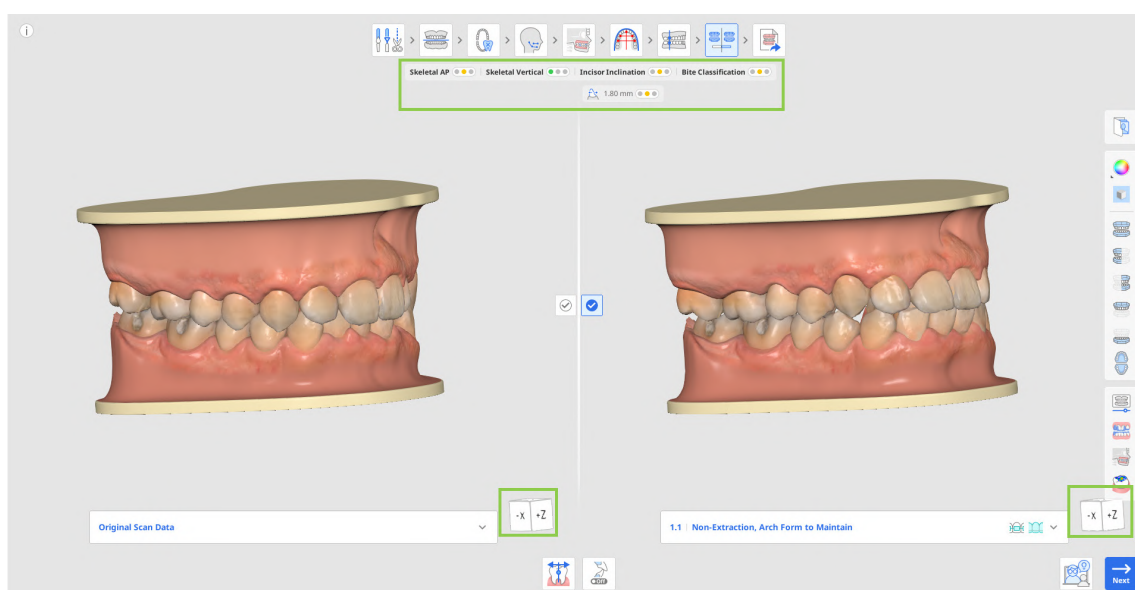 Skeletal AP | Skeletal Vertical | Incisor Inclination | Bite Classification
1.80 mm
-X +Z
-X +Z
Original Scan Data
1.1 | Non-Extraction, Arch Form to Maintain
OFF
Next